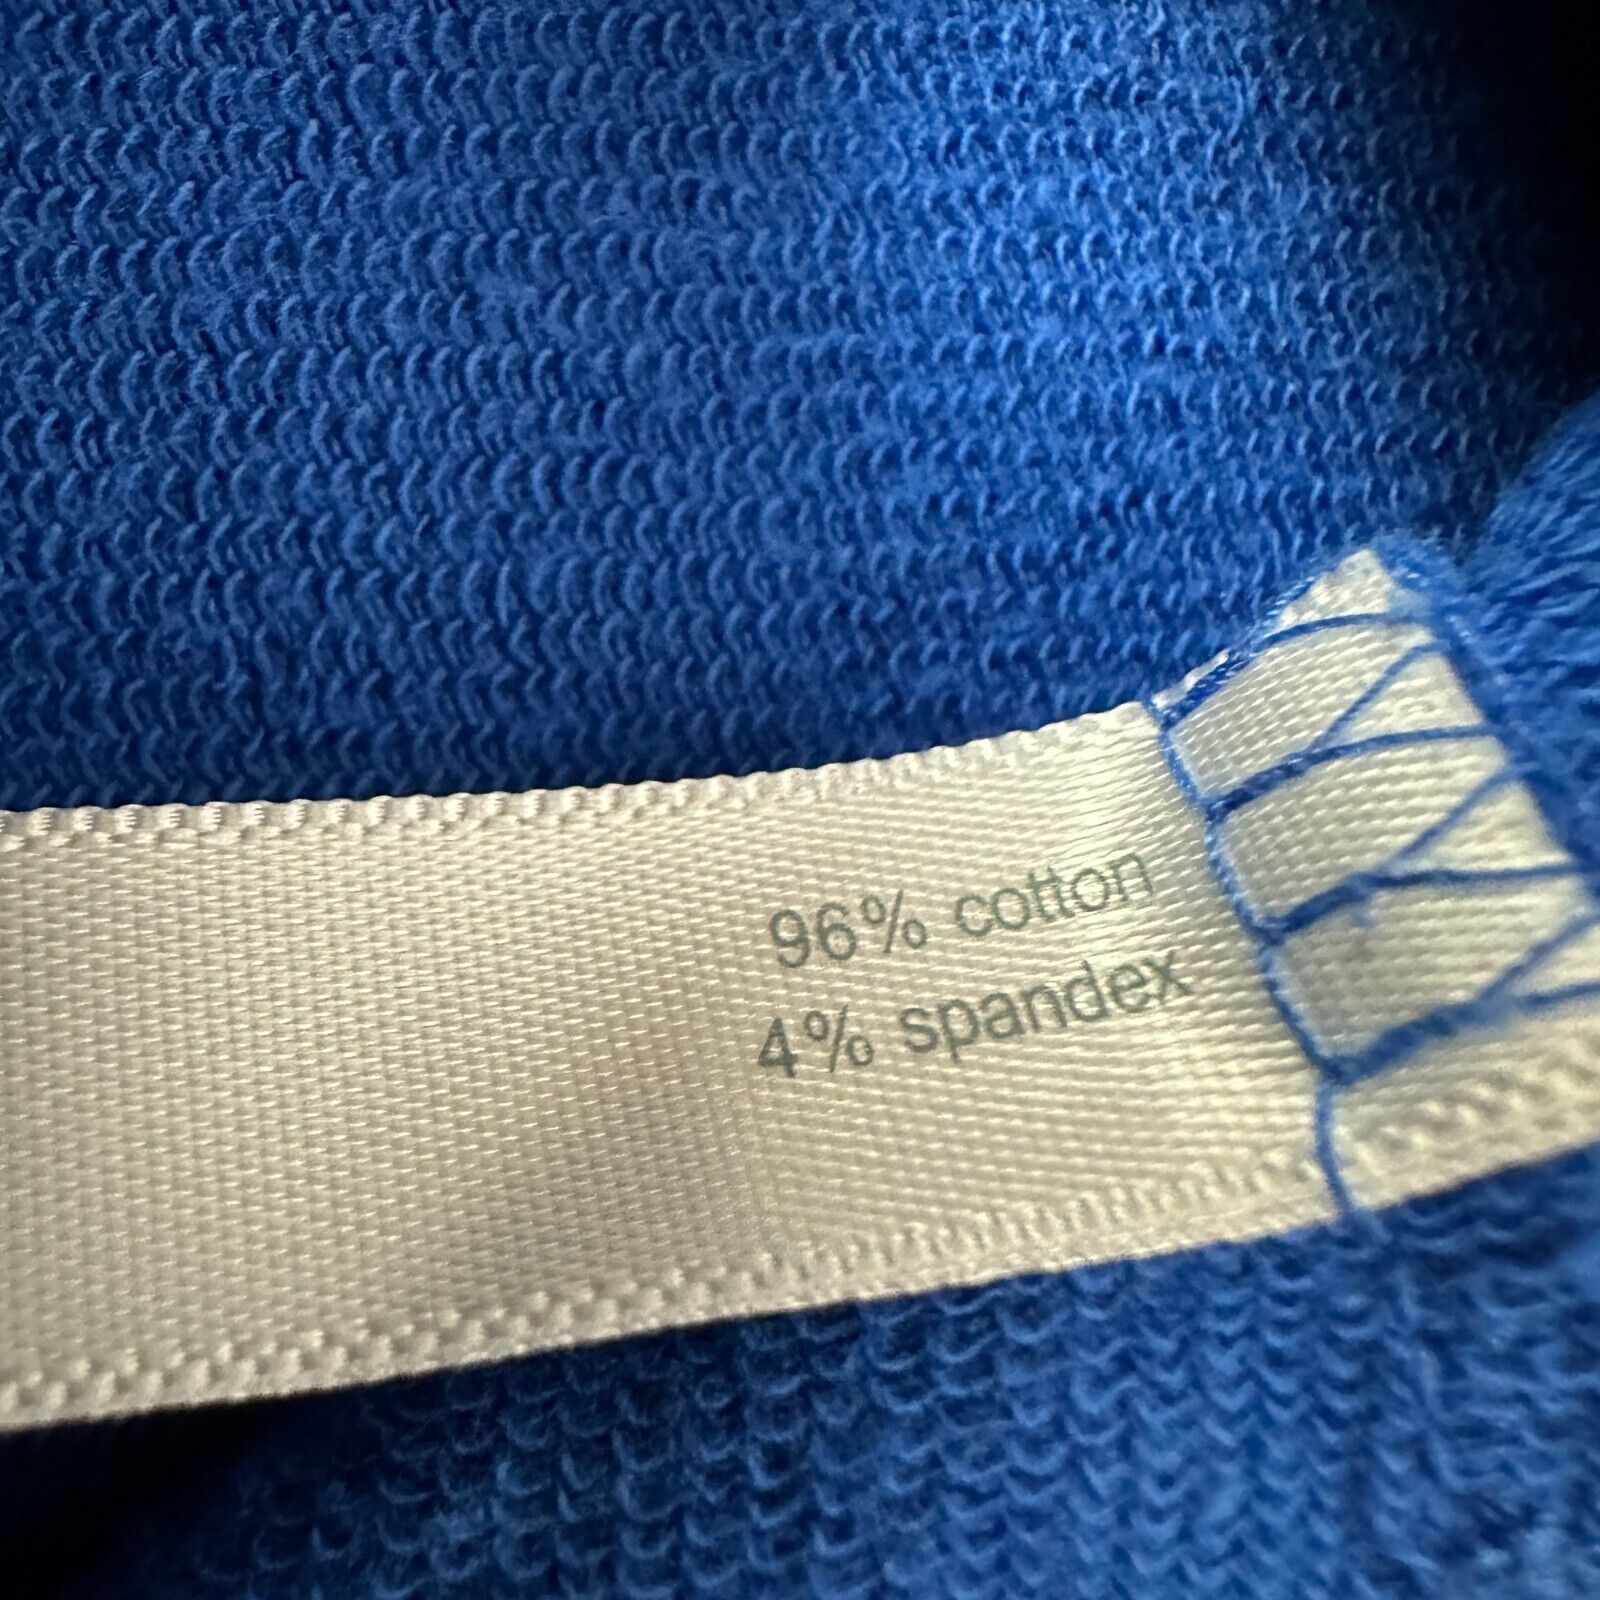 96% cotton
4% spandex